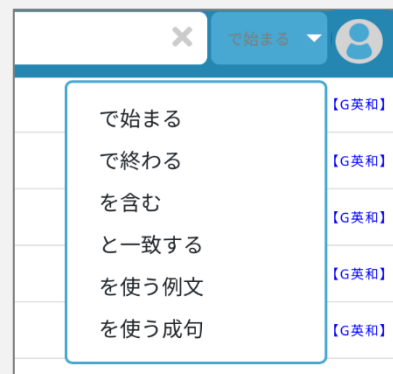 で始まる
で始まる
【G英和】
で終わる
【G英和】
を含む
【G英和】
と一致する
【G英和】
を使う例文
を使う成句
【G英和】